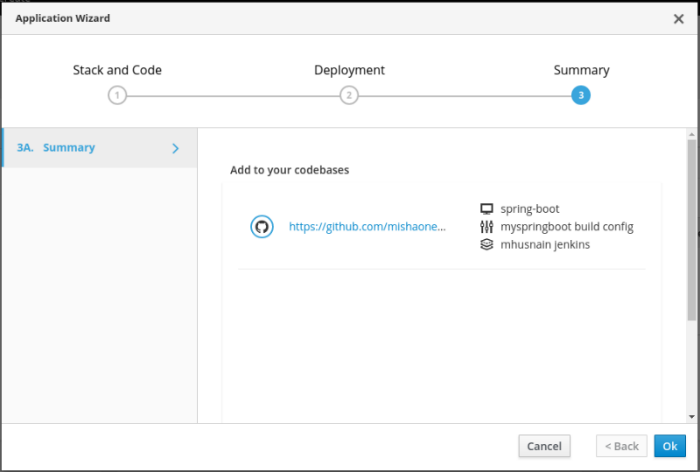 Application Wizard
Stack and Code
Deployment
Summary
1
2
3
3A. Summary
Add to your codebases
https://github.com/mishaone...
spring-boot
myspringboot build config
mhusnain jenkins
Cancel
< Back
Ok